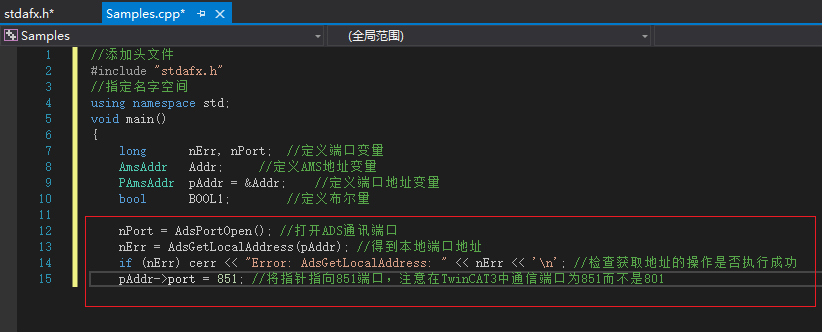 stdafx.h*
Samples.cpp*
Samples
(全局范围)
1 //添加头文件
2 #include "stdafx.h"
3 //指定名字空间
4 using namespace std;
5 void main()
6 {
7 long nErr, nPort; //定义端口变量
8 AmsAddr Addr; //定义AMS地址变量
9 PAmsAddr pAddr = &Addr; //定义端口地址变量
10 bool BOOL1; //定义布尔量
11
12 nPort = AdsPortOpen(); //打开ADS通讯端口
13 nErr = AdsGetLocalAddress(pAddr); //得到本地端口地址
14 if (nErr) cerr << "Error: AdsGetLocalAddress: " << nErr << '\n'; //检查获取地址的操作是否执行成功
15 pAddr->port = 851; //将指针指向851端口，注意在TwinCAT3中通信端口为851而不是801